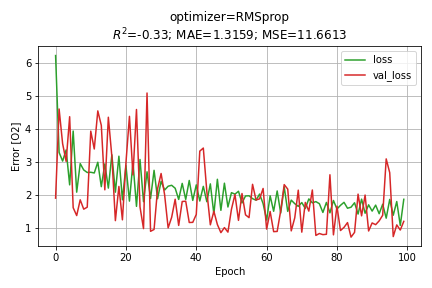 optimizer=RMSprop
R²=-0.33; MAE=1.3159; MSE=11.6613
loss
val_loss
Error [O2]
6
5
4
3
2
1
0
20
40
60
80
100
Epoch